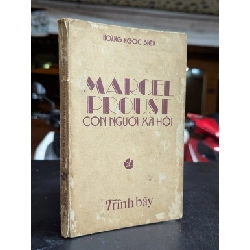 HOÀNG NGỌC BIÊN
MARCEL
PROUST
CON NGƯỜI XÃ HỘI
Trình bày